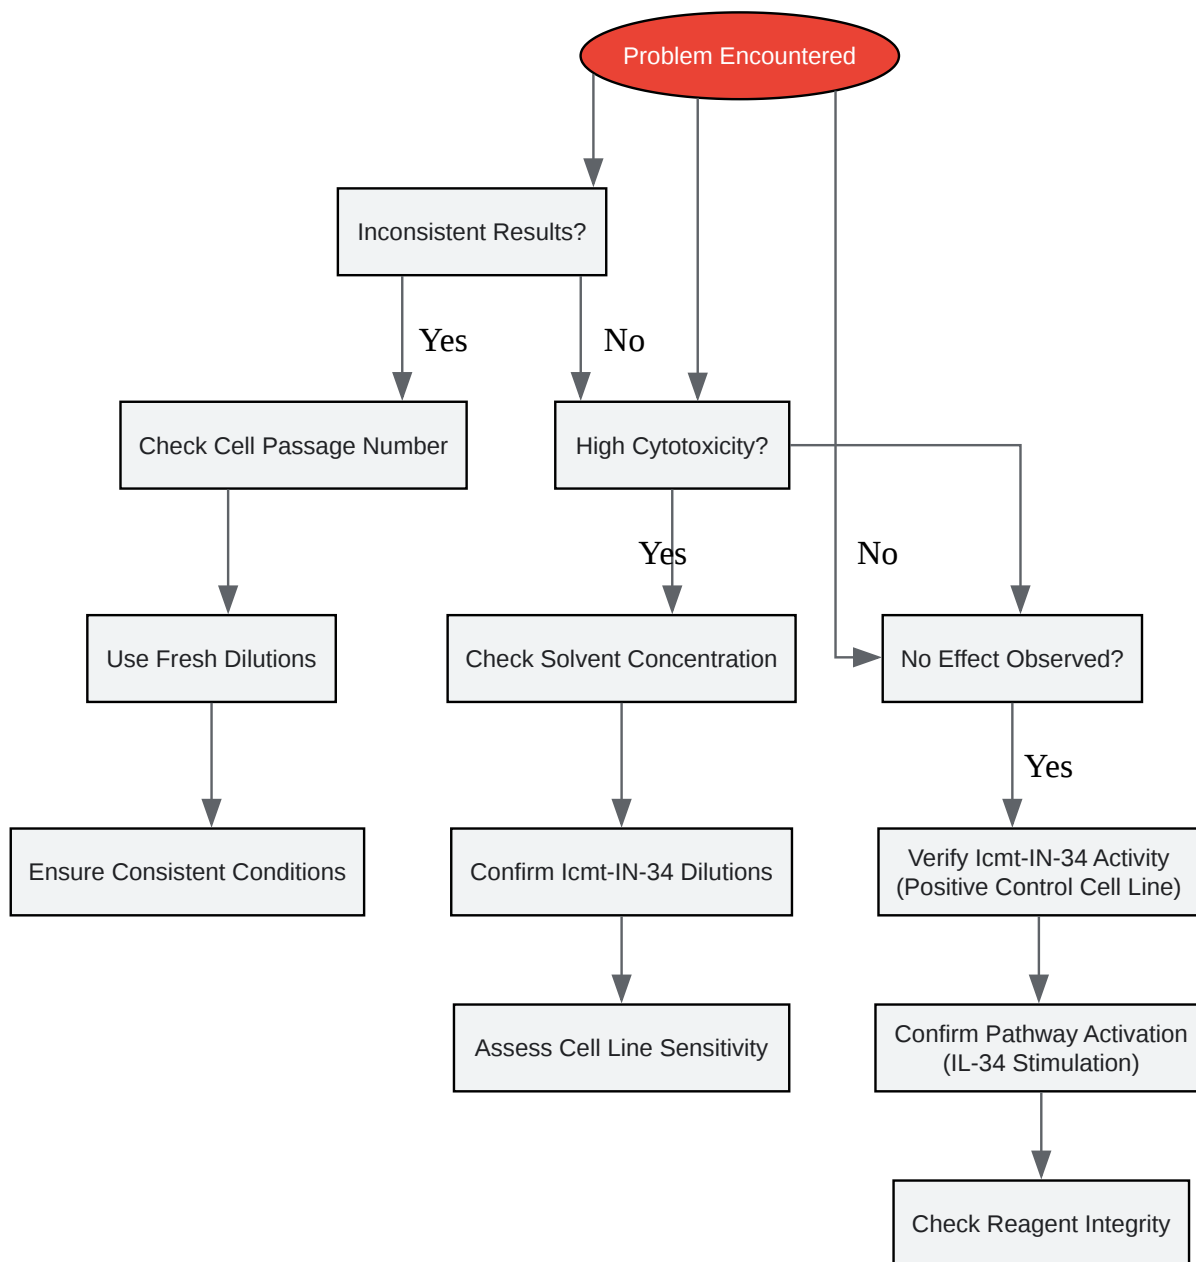 Problem Encountered
Inconsistent Results?
Yes
No
Check Cell Passage Number
High Cytotoxicity?
Yes
No
Use Fresh Dilutions
Check Solvent Concentration
No Effect Observed?
Yes
Ensure Consistent Conditions
Confirm Icmt-IN-34 Dilutions
Verify Icmt-IN-34 Activity
(Positive Control Cell Line)
Assess Cell Line Sensitivity
Confirm Pathway Activation
(IL-34 Stimulation)
Check Reagent Integrity